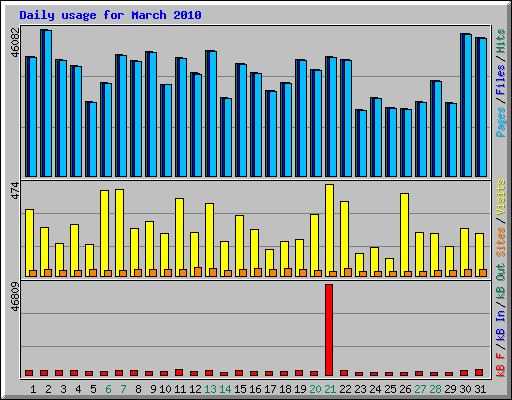 Daily usage for March 2010
46082
Pages/Files/Hits
474
Sites/Visits
46809
kB F/kB In/kB Out
1 2 3 4 5 6 7 8 9 10 11 12 13 14 15 16 17 18 19 20 21 22 23 24 25 26 27 28 29 30 31